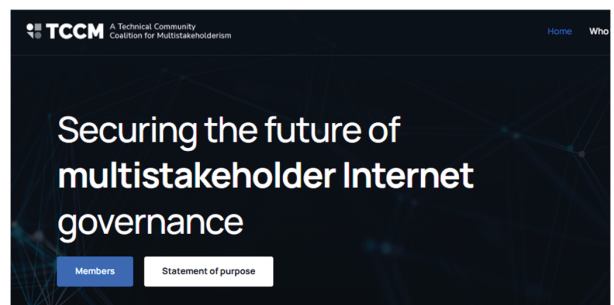 TCCM
A Technical Community
Coalition for Multistakeholderism
Home Who
Securing the future of
multistakeholder Internet
governance
Members Statement of purpose